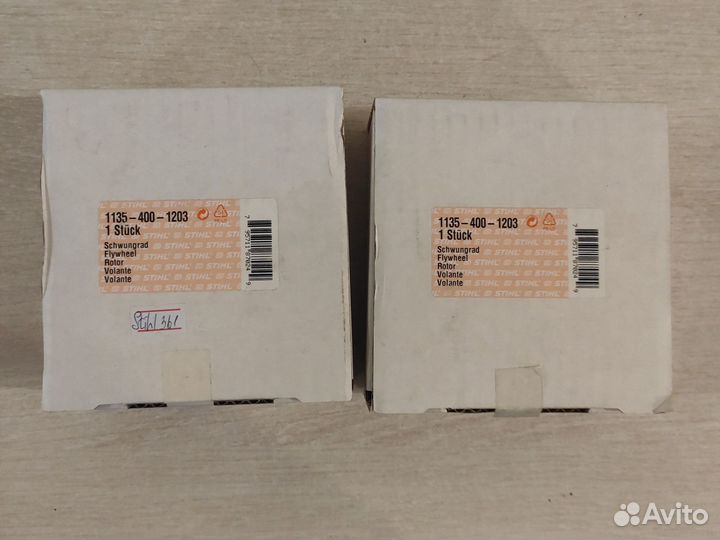 1135-400-1203
1 Stück
Schwungrad
Flywheel
Rotor
Volante
Volante
Stihl 361
1135-400-1203
1 Stück
Schwungrad
Flywheel
Rotor
Volante
Volante
STIHL
Avito